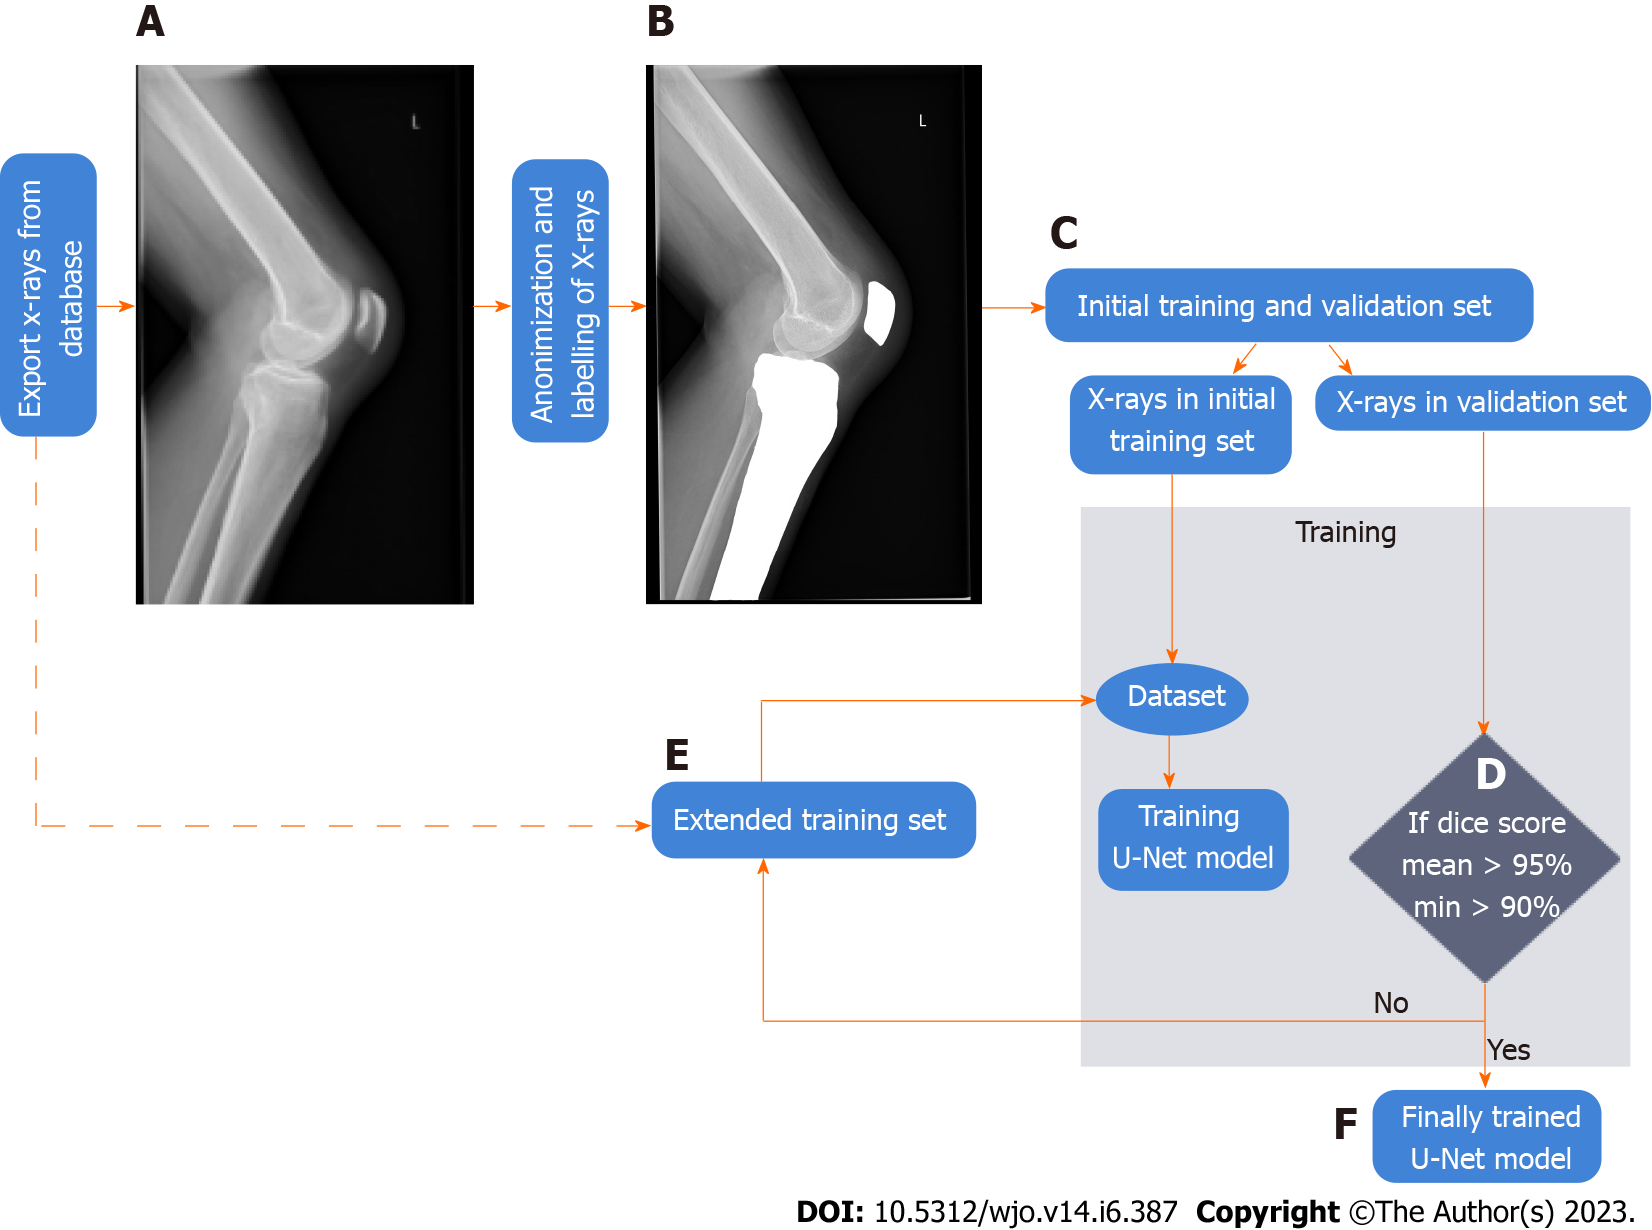 A
B
L
L
Export x-rays from
database
Anonimization and
labelling of X-rays
C
Initial training and validation set
X-rays in initial
training set
X-rays in validation set
Training
Dataset
E
Extended training set
Training
U-Net model
D
If dice score
mean > 95%
min > 90%
No
Yes
F
Finally trained
U-Net model
DOI: 10.5312/wjo.v14.i6.387 Copyright ©The Author(s) 2023.